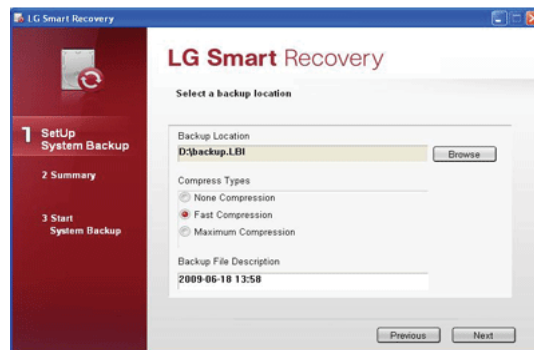 LG Smart Recovery
LG Smart Recovery
Select a backup location
1 SetUp
System Backup
2 Summary
3 Start
System Backup
Backup Location
D:\backup.LBI
Browse
Compress Types
None Compression
Fast Compression
Maximum Compression
Backup File Description
2009-06-18 13:58
Previous
Next